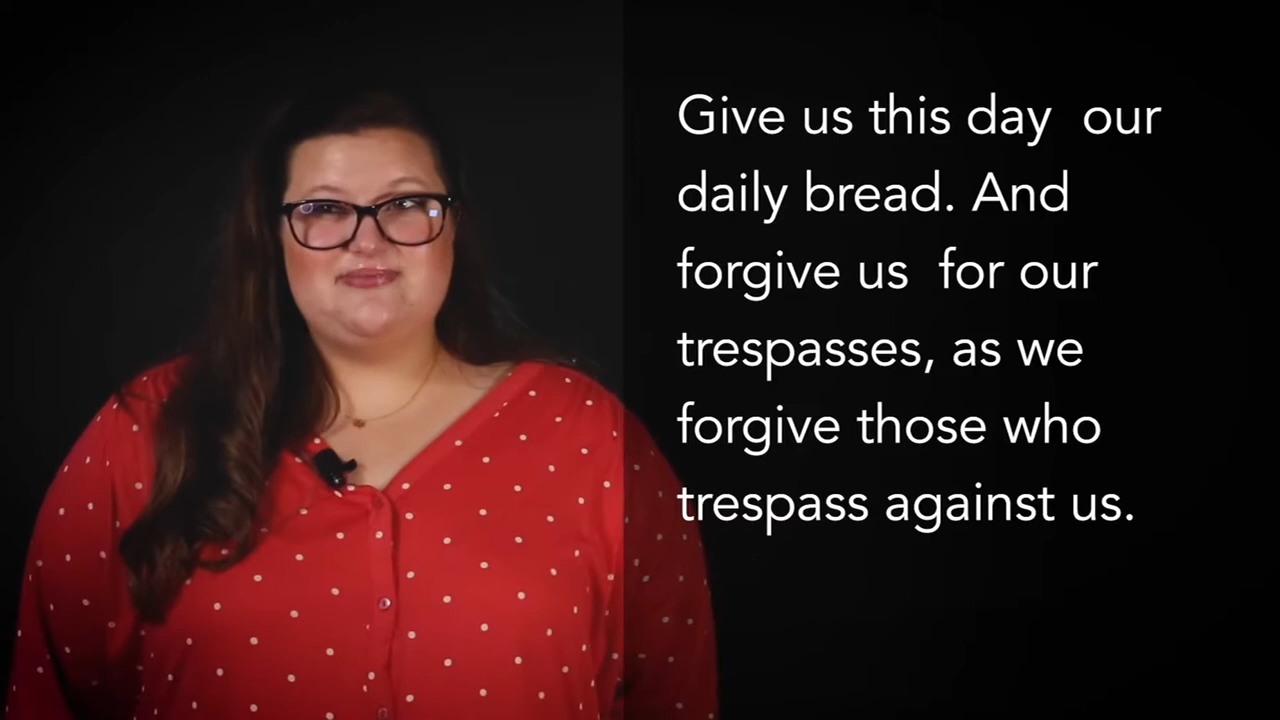 Give us this day  our
daily bread. And
forgive us  for our
trespasses, as we
forgive those who
trespass against us.